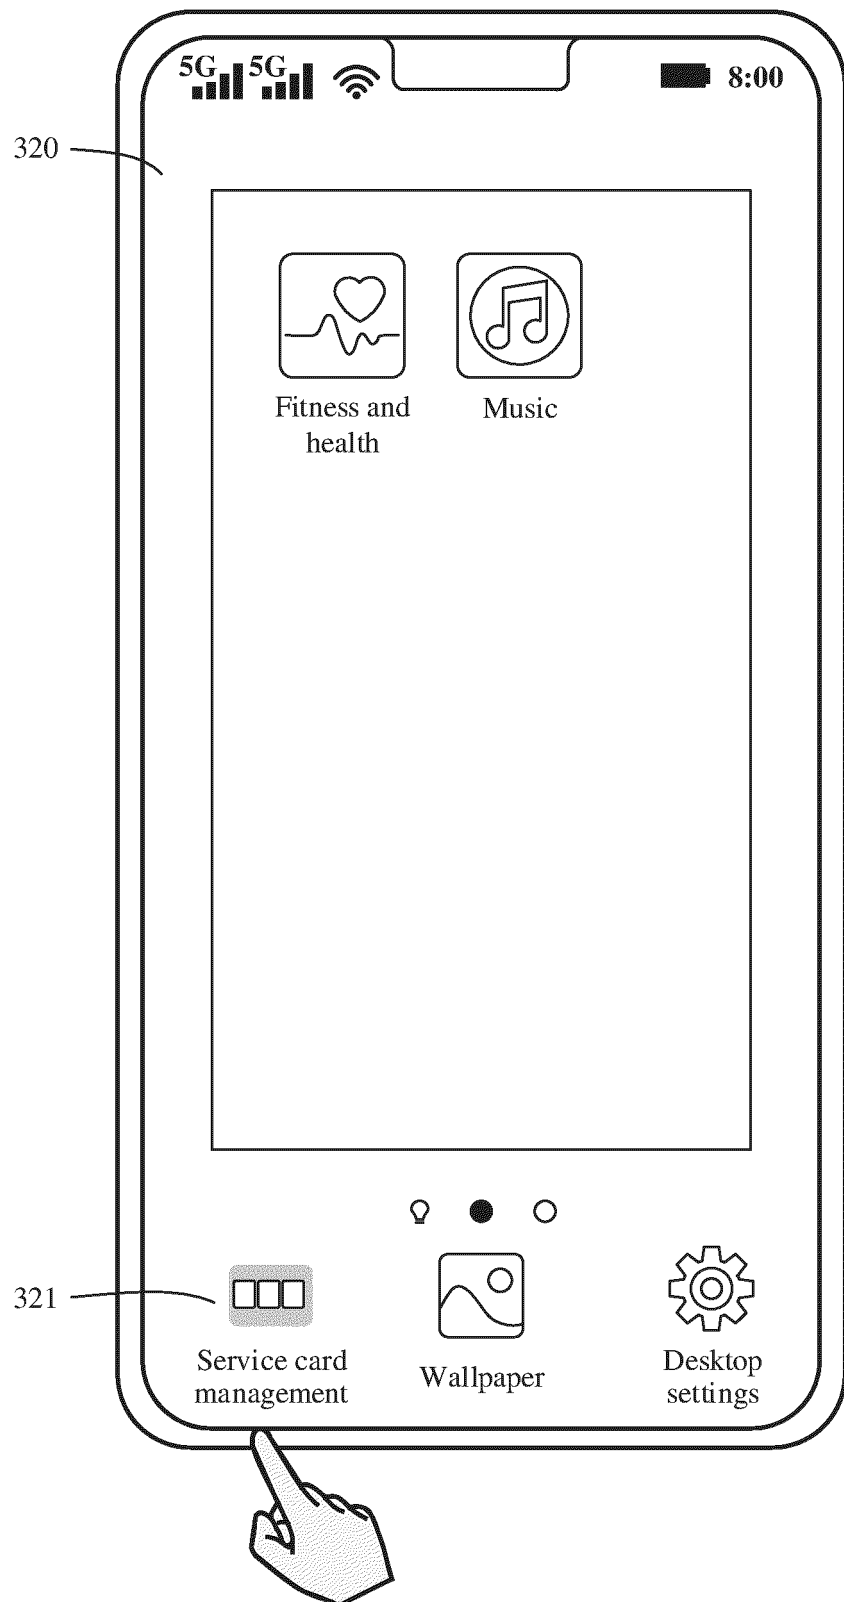 5G 5G 8:00
320
Fitness and
health
Music
321
Service card
management
Wallpaper
Desktop
settings